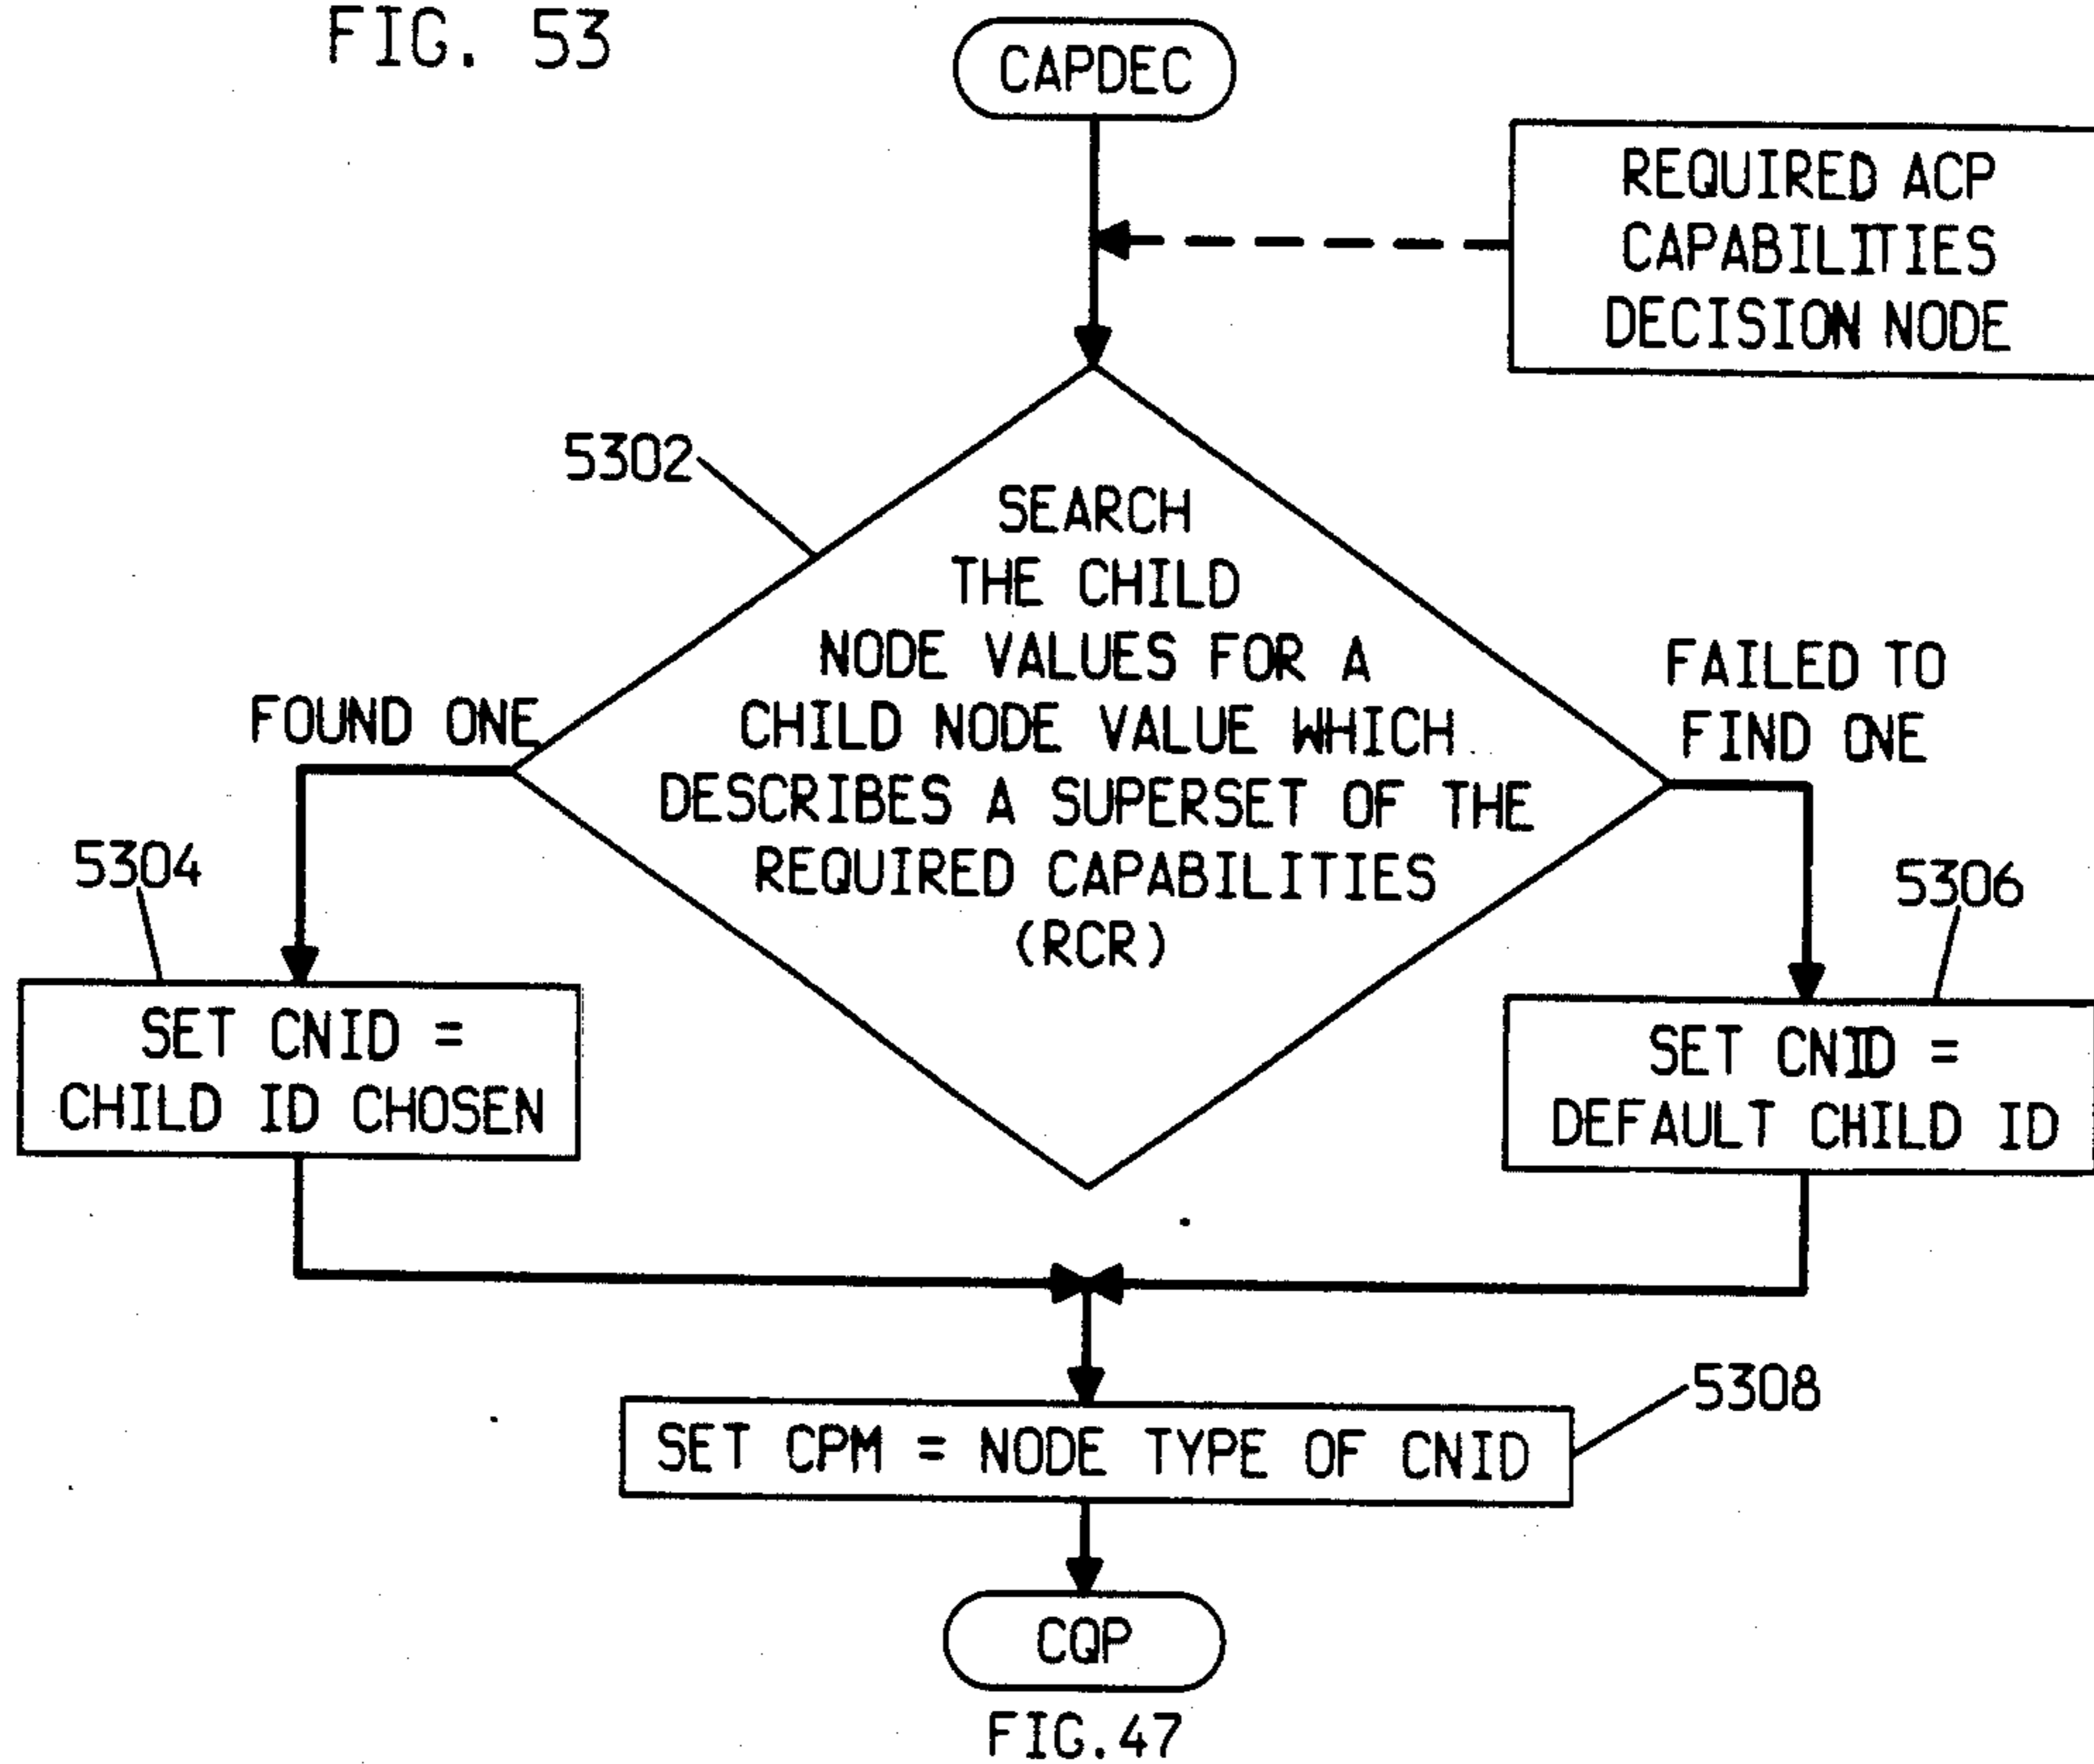 FIG. 53
CAPDEC
REQUIRED ACP
CAPABILITIES
DECISION NODE
5302
SEARCH
THE CHILD
NODE VALUES FOR A
CHILD NODE VALUE WHICH
DESCRIBES A SUPERSET OF THE
REQUIRED CAPABILITIES
(RCR)
FOUND ONE
FAILED TO
FIND ONE
5304
SET CNID =
CHILD ID CHOSEN
5306
SET CNID =
DEFAULT CHILD ID
5308
SET CPM = NODE TYPE OF CNID
CQP
FIG.47